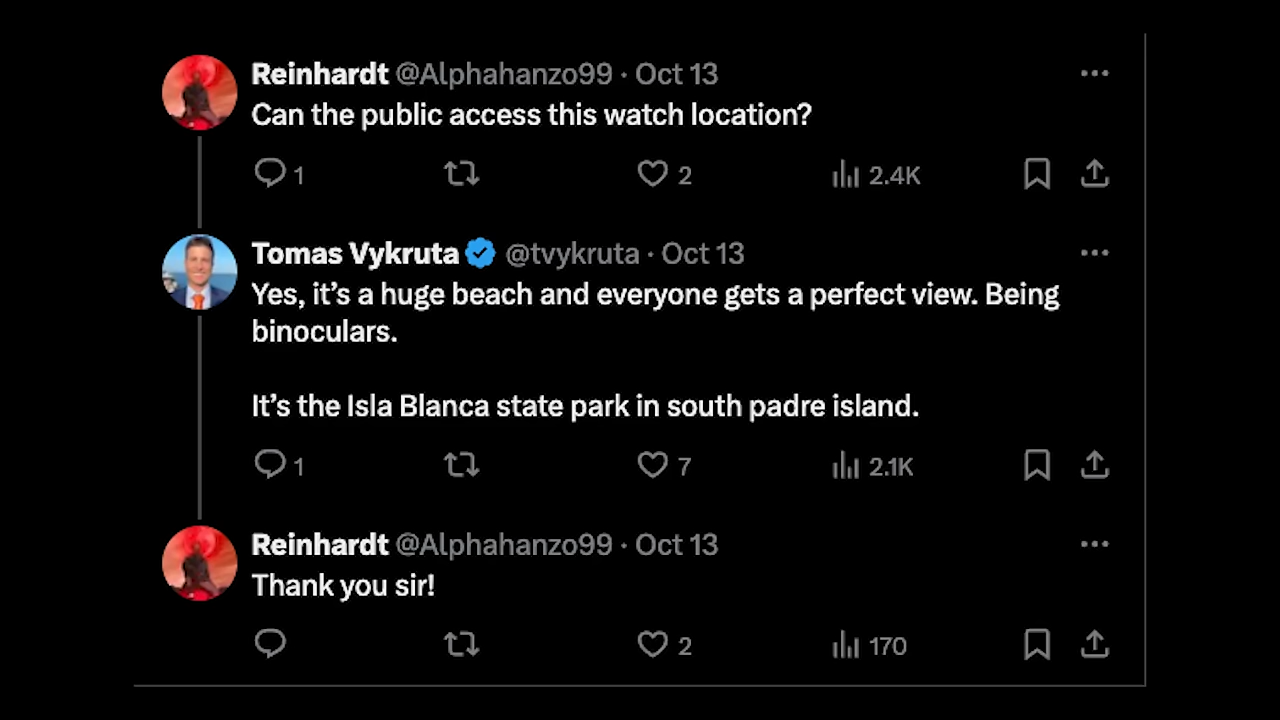 Reinhardt @Alphahanzo99 · Oct 13
Can the public access this watch location?
1 2 2.4K
Tomas Vykruta @tvykruta · Oct 13
Yes, it's a huge beach and everyone gets a perfect view. Being
binoculars.
It's the Isla Blanca state park in south padre island.
1 7 2.1K
Reinhardt @Alphahanzo99 · Oct 13
Thank you sir!
2 170